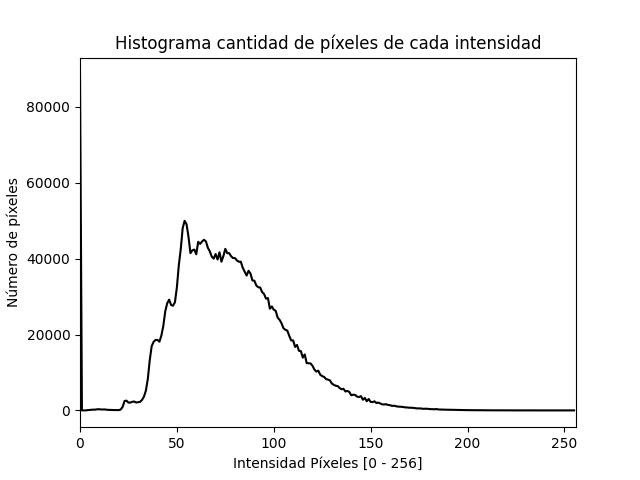 Histograma cantidad de píxeles de cada intensidad
Número de píxeles
80000
60000
40000
20000
0
0 50 100 150 200 250
Intensidad Píxeles [0 - 256]